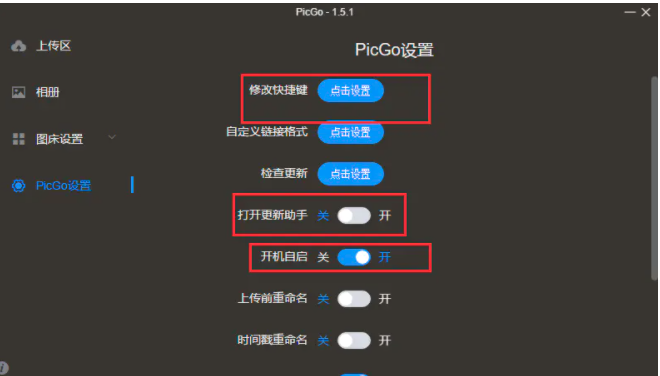 PicGo - 1.5.1
上传区
相册
图床设置
PicGo设置
PicGo设置
修改快捷键 点击设置
自定义链接格式 点击设置
检查更新 点击设置
打开更新助手 关 开
开机自启 关 开
上传前重命名 关 开
时间戳重命名 关 开